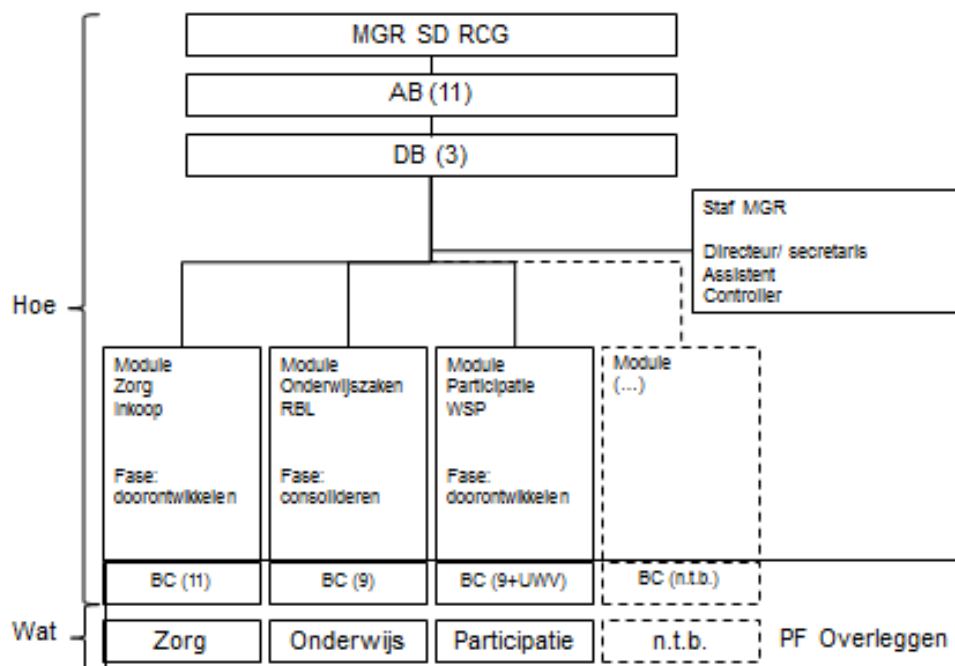 MGR SD RCG
AB (11)
DB (3)
Staf MGR
Directeur/ secretaris
Assistent
Controller
Hoe
Module
Zorg
Inkoop
Fase:
doorontwikkelen
Module
Onderwijszaken
RBL
Fase:
consolideren
Module
Participatie
WSP
Fase:
doorontwikkelen
Module
(...)
BC (11)
BC (9)
BC (9+UWV)
BC (n.t.b.)
Wat
Zorg
Onderwijs
Participatie
n.t.b.
PF Overleggen